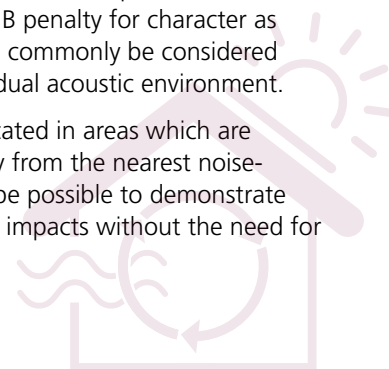 B penalty for character as
commonly be considered
dual acoustic environment.
cated in areas which are
from the nearest noise-
be possible to demonstrate
impacts without the need for